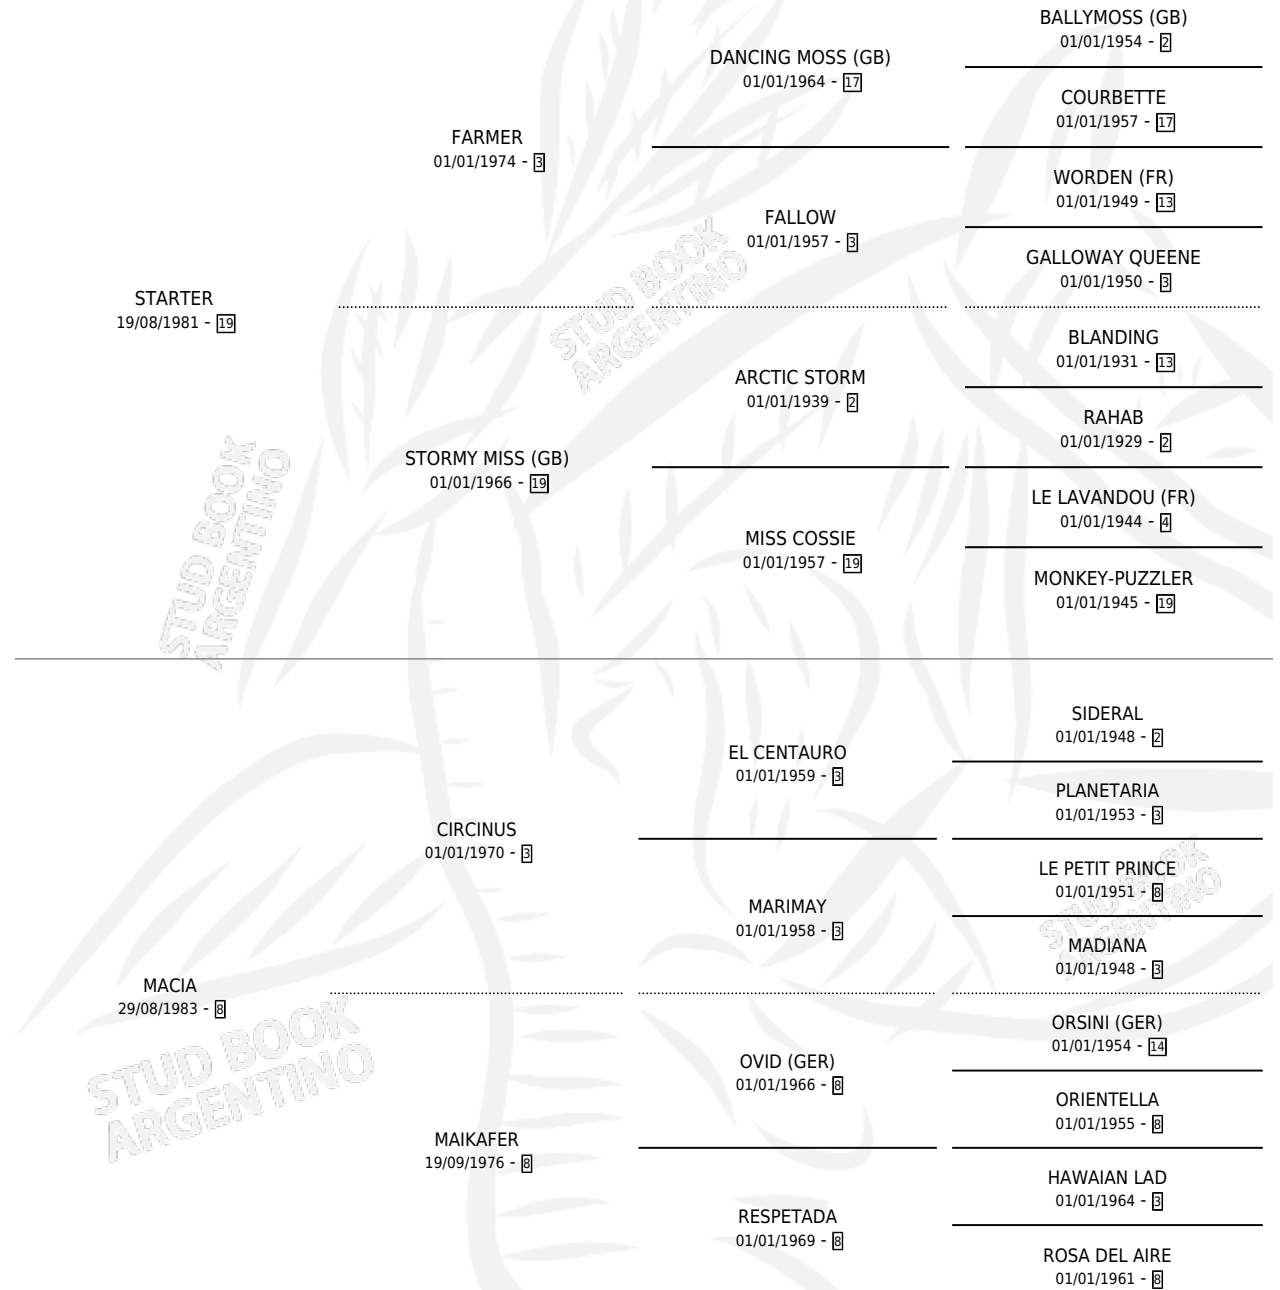 BALLYMOSS (GB)
01/01/1954 - 2
DANCING MOSS (GB)
01/01/1964 - 17
COURBETTE
01/01/1957 - 17
FARMER
01/01/1974 - 3
WORDEN (FR)
01/01/1949 - 13
FALLOW
01/01/1957 - 3
GALLOWAY QUEENE
01/01/1950 - 3
STARTER
19/08/1981 - 19
BLANDING
01/01/1931 - 13
ARCTIC STORM
01/01/1939 - 2
RAHAB
01/01/1929 - 2
STORMY MISS (GB)
01/01/1966 - 19
LE LAVANDOU (FR)
01/01/1944 - 4
MISS COSSIE
01/01/1957 - 19
MONKEY-PUZZLER
01/01/1945 - 19
STUD BOOK
ARGENTINO
STUD BOOK
ARGENTINO
SIDERAL
01/01/1948 - 2
EL CENTAURO
01/01/1959 - 3
PLANETARIA
01/01/1953 - 3
CIRCINUS
01/01/1970 - 3
LE PETIT PRINCE
01/01/1951 - 8
MARIMAY
01/01/1958 - 3
MADIANA
01/01/1948 - 3
MACIA
29/08/1983 - 8
ORSINI (GER)
01/01/1954 - 14
OVID (GER)
01/01/1966 - 8
ORIENTELLA
01/01/1955 - 8
MAIKAFER
19/09/1976 - 8
HAWAIAN LAD
01/01/1964 - 3
RESPETADA
01/01/1969 - 8
ROSA DEL AIRE
01/01/1961 - 8
STUD BOOK
ARGENTINO
STUD BOOK
ARGENTINO